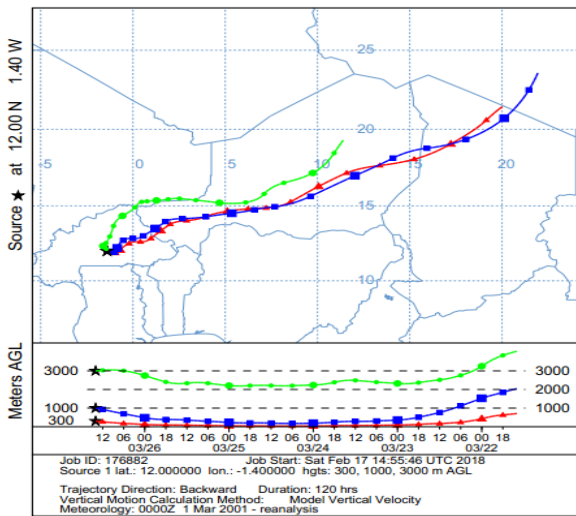 Source ★ at 12.00 N 1.40 W
25
20
-5 0 5 10 15 20
15
10
Meters AGL
3000 3000
2000
1000 1000
300
12 06 00 18 12 06 00 18 12 06 00 18 12 06 00 18 12 06 00 18
03/26 03/25 03/24 03/23 03/22
Job ID: 176882 Job Start: Sat Feb 17 14:55:46 UTC 2018
Source 1 lat.: 12.000000 lon.: -1.400000 hgts: 300, 1000, 3000 m AGL
Trajectory Direction: Backward Duration: 120 hrs
Vertical Motion Calculation Method: Model Vertical Velocity
Meteorology: 0000Z 1 Mar 2001 - reanalysis